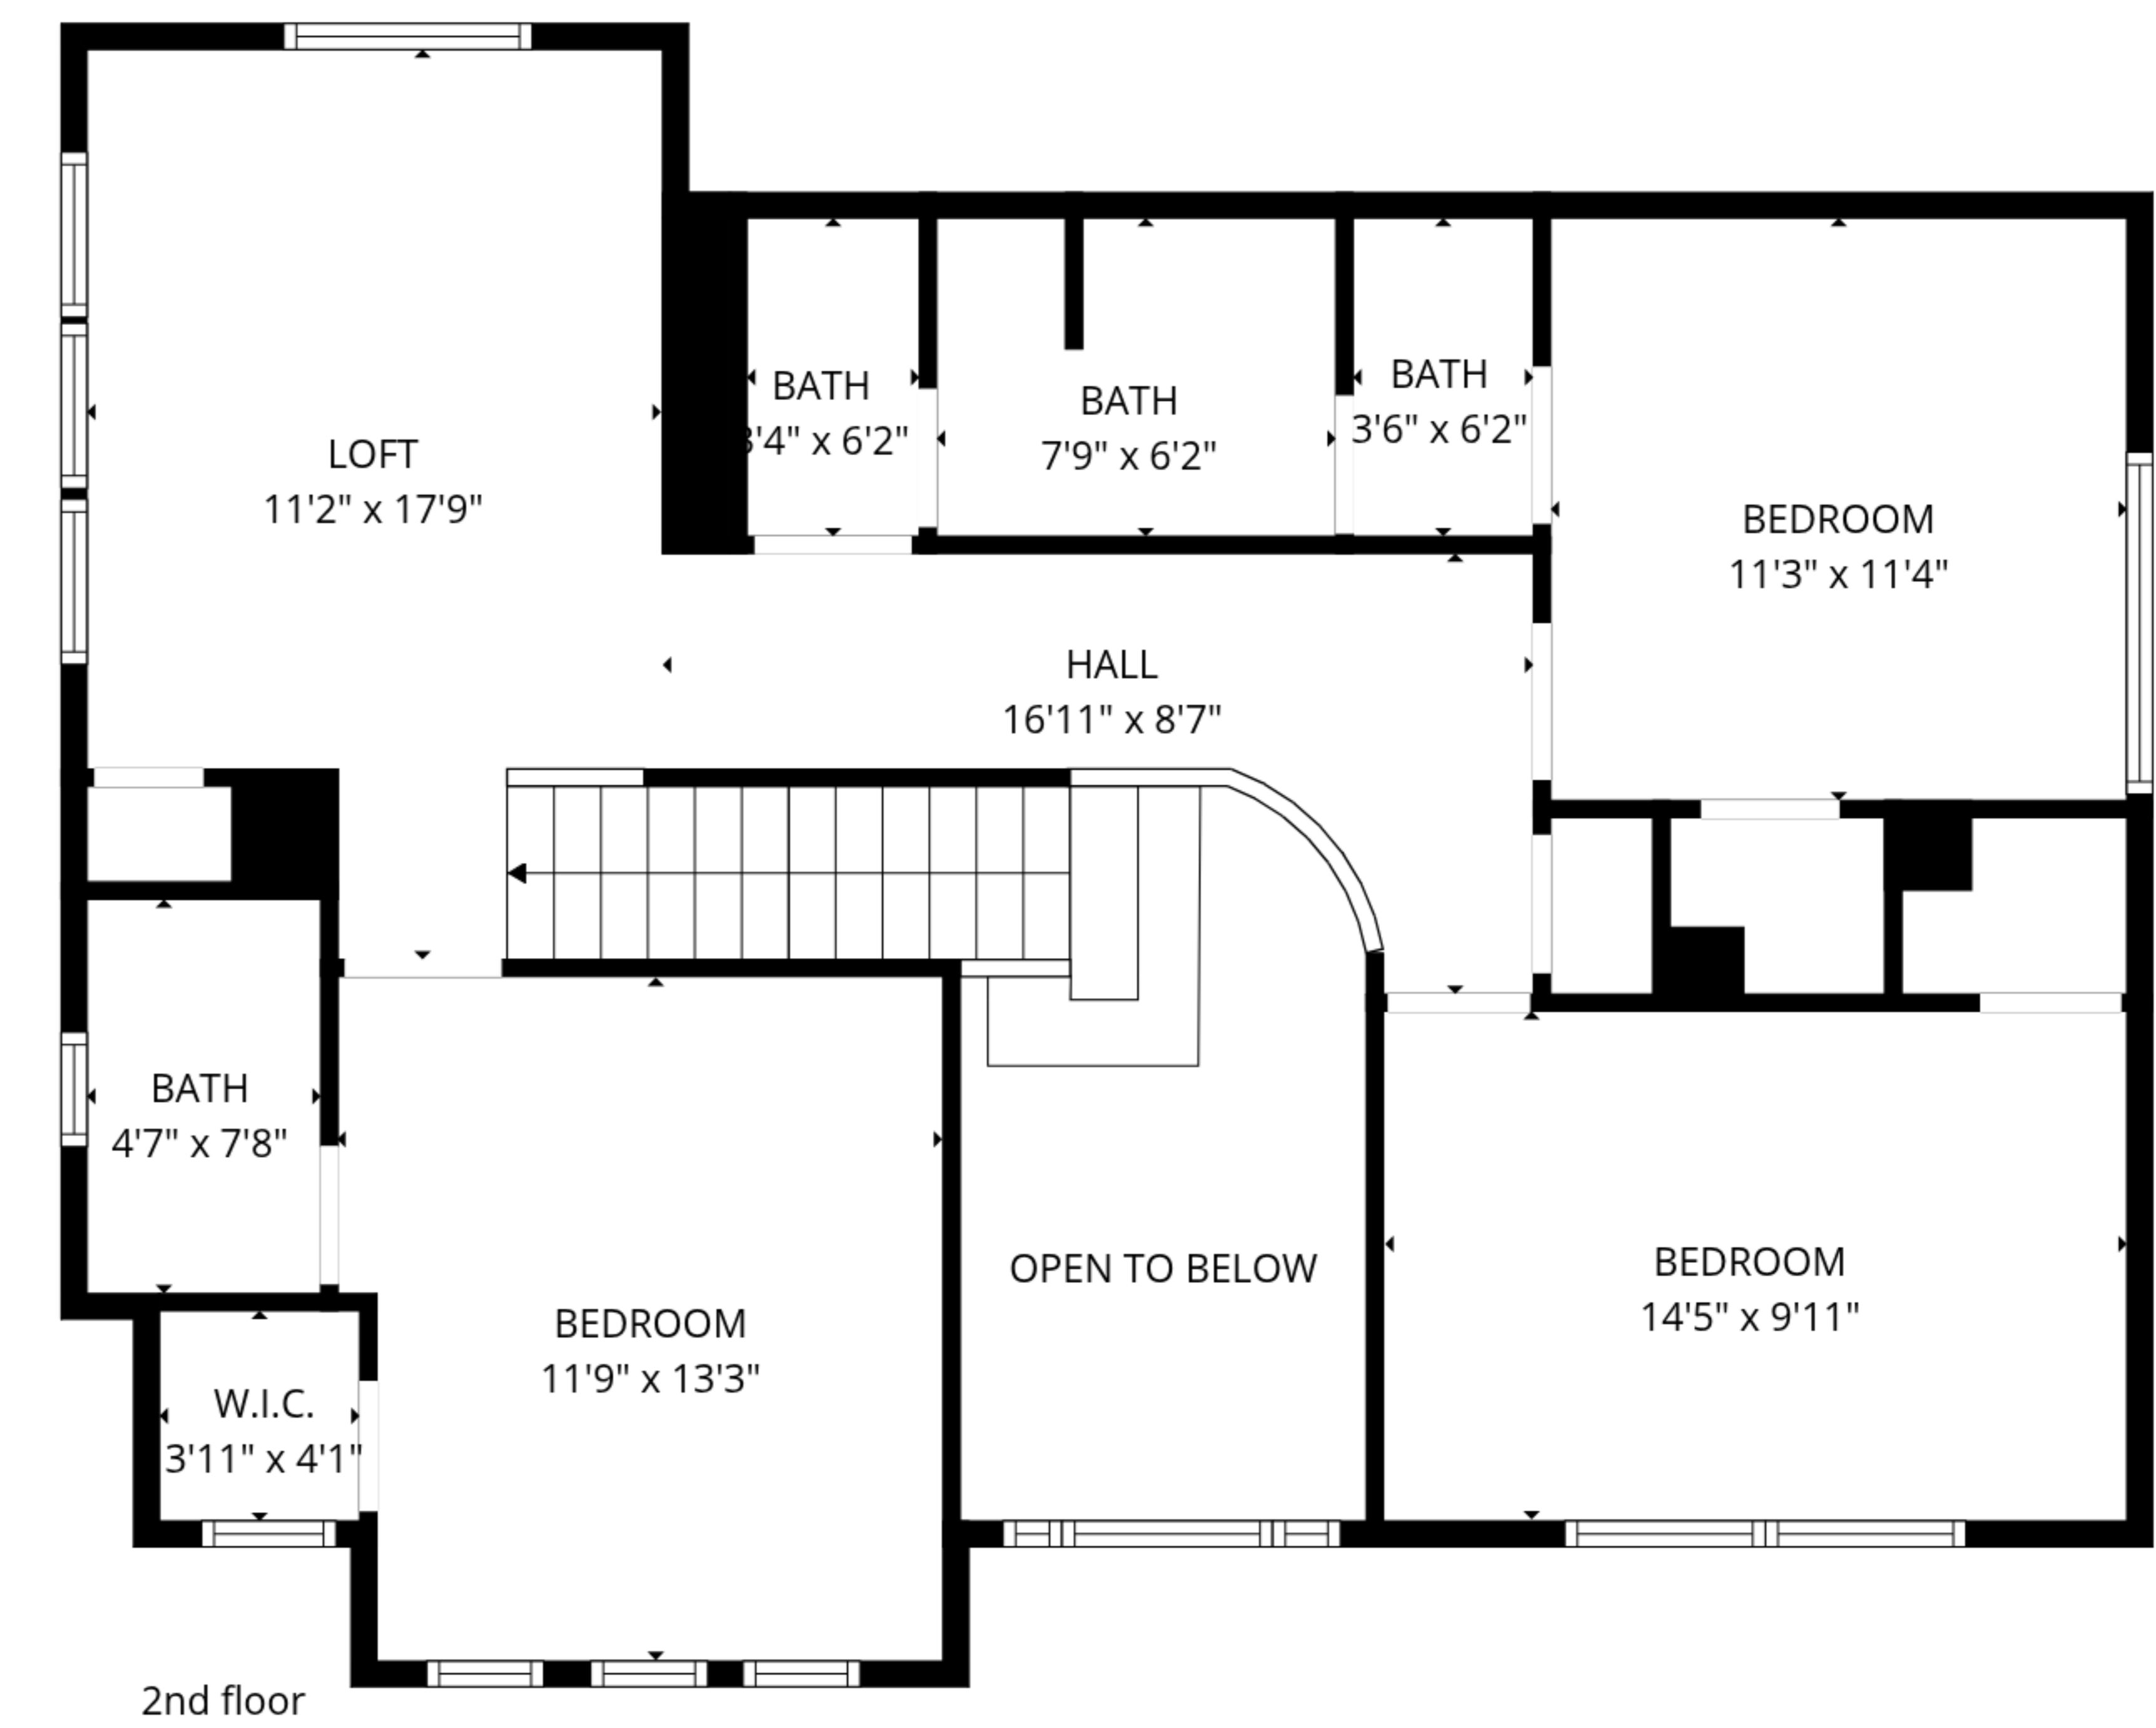 LOFT
11'2" x 17'9"
BATH
3'4" x 6'2"
BATH
7'9" x 6'2"
BATH
3'6" x 6'2"
BEDROOM
11'3" x 11'4"
HALL
16'11" x 8'7"
BATH
4'7" x 7'8"
W.I.C.
3'11" x 4'1"
BEDROOM
11'9" x 13'3"
OPEN TO BELOW
BEDROOM
14'5" x 9'11"
2nd floor